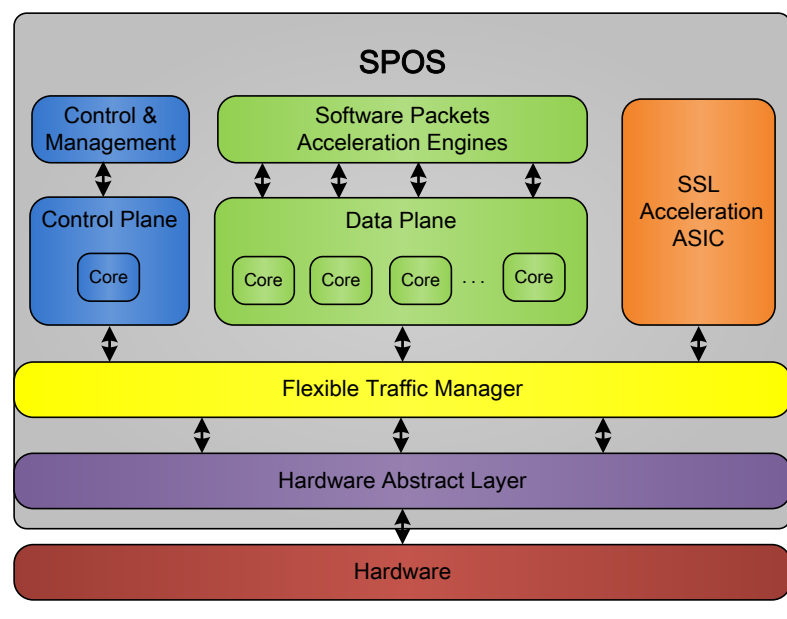 SPOS
Control &
Management
Software Packets
Acceleration Engines
SSL
Acceleration
ASIC
Control Plane
Core
Data Plane
Core
Core
Core
...
Core
Flexible Traffic Manager
Hardware Abstract Layer
Hardware